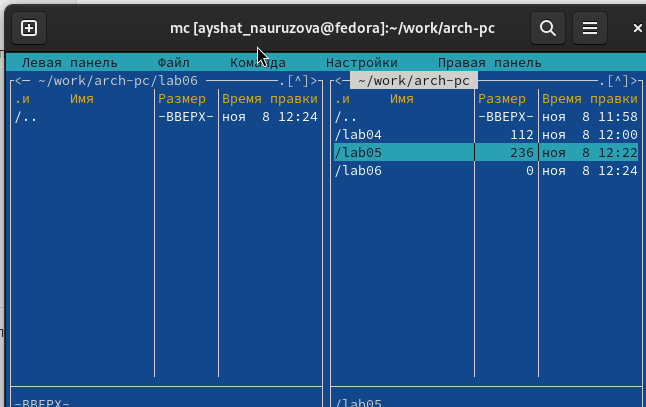 mc [ayshat_nauruzova@fedora]:~/work/arch-pc
Левая панель Файл Команда Настройки Правая панель
<─ ~/work/arch-pc/lab06 ─.[^]> <─ ~/work/arch-pc ─.[^]>
.и Имя Размер Время правки .и Имя Размер Время правки
/.. -ВВЕРХ- ноя 8 12:24 /.. -ВВЕРХ- ноя 8 11:58
/lab04 112 ноя 8 12:00
/lab05 236 ноя 8 12:22
/lab06 0 ноя 8 12:24
-ВВЕРХ- /lab05